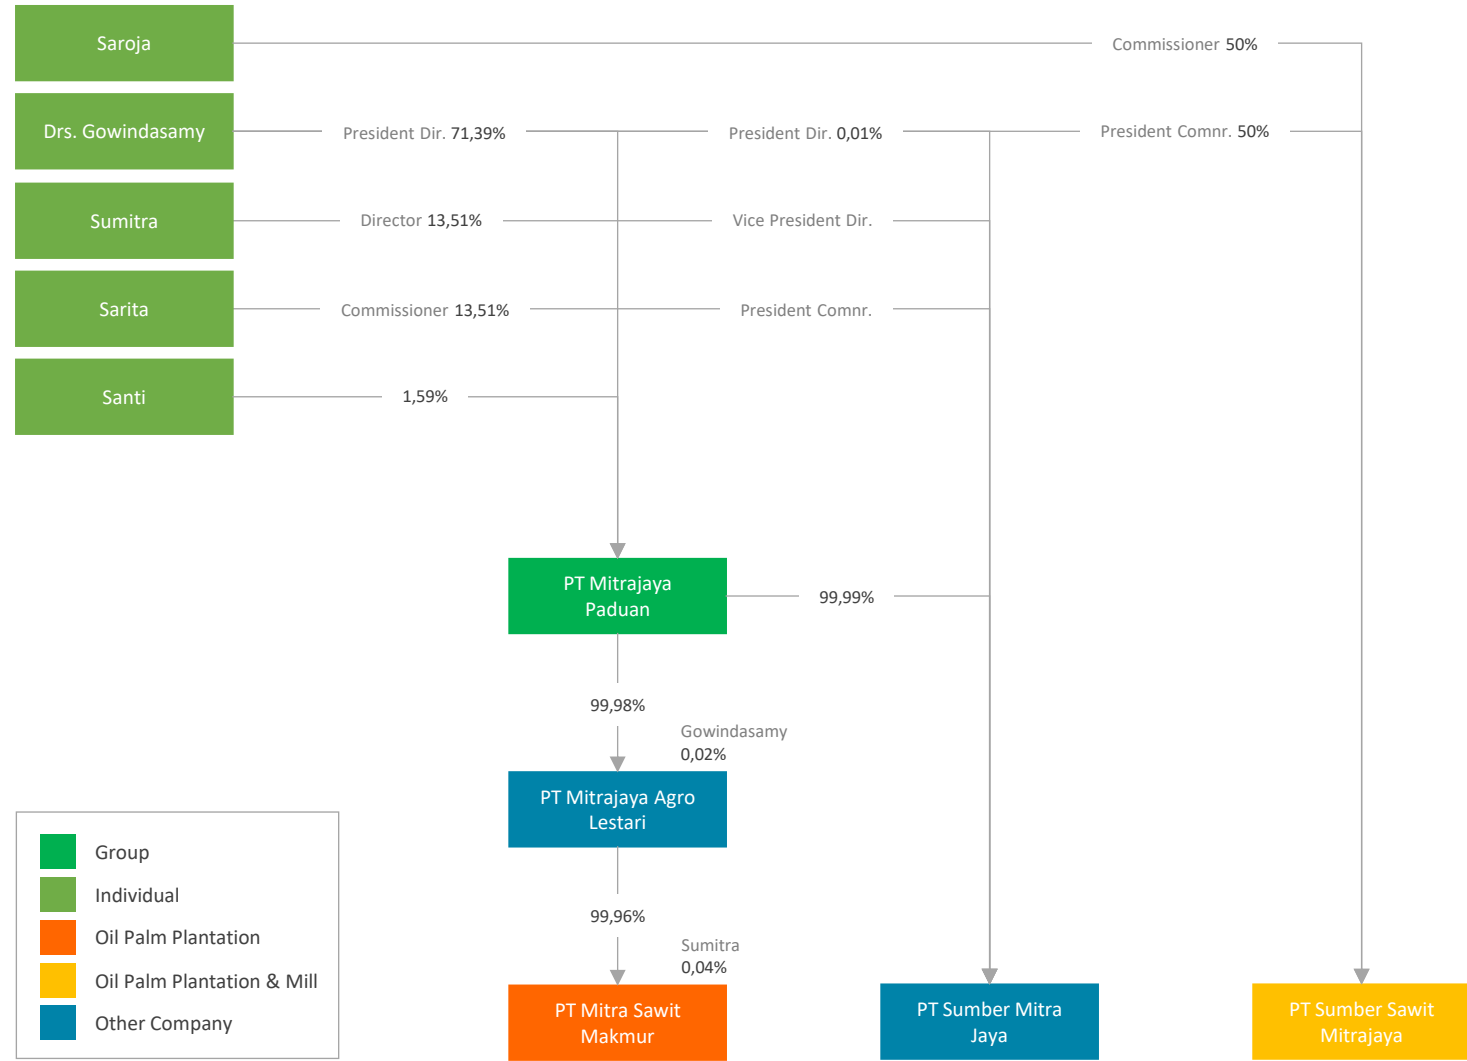 Saroja
Commissioner 50%
Drs. Gowindasamy
President Dir. 71,39%
President Dir. 0,01%
President Comnr. 50%
Sumitra
Director 13,51%
Vice President Dir.
Sarita
Commissioner 13,51%
President Comnr.
Santi
1,59%
PT Mitrajaya
Paduan
99,99%
99,98%
Gowindasamy
0,02%
PT Mitrajaya Agro
Lestari
99,96%
Sumitra
0,04%
PT Mitra Sawit
Makmur
PT Sumber Mitra
Jaya
PT Sumber Sawit
Mitrajaya
Group
Individual
Oil Palm Plantation
Oil Palm Plantation & Mill
Other Company